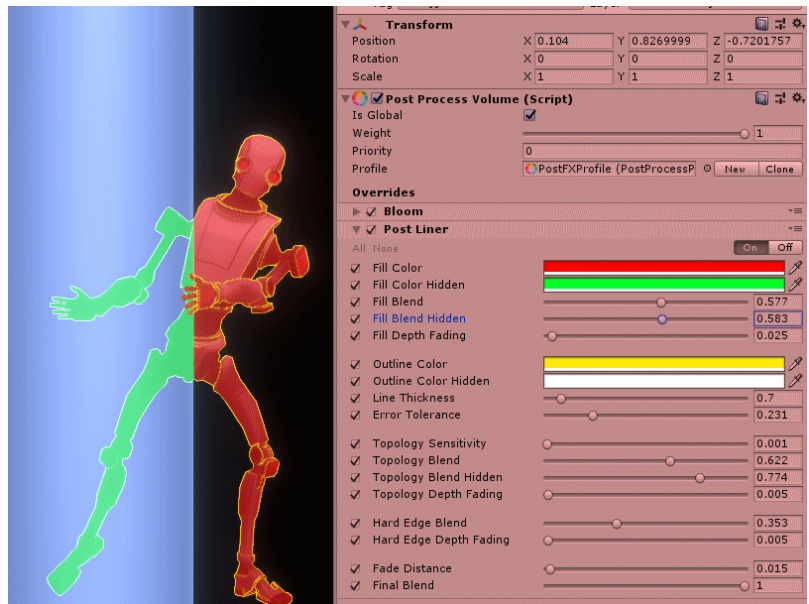 Transform
Position X 0.104 Y 0.8269999 Z -0.7201757
Rotation X 0 Y 0 Z 0
Scale X 1 Y 1 Z 1
Post Process Volume (Script)
Is Global
Weight 1
Priority 0
Profile PostFXProfile (PostProcessP New Clone
Overrides
Bloom
Post Liner
All None On Off
Fill Color
Fill Color Hidden
Fill Blend 0.577
Fill Blend Hidden 0.583
Fill Depth Fading 0.025
Outline Color
Outline Color Hidden
Line Thickness 0.7
Error Tolerance 0.231
Topology Sensitivity 0.001
Topology Blend 0.622
Topology Blend Hidden 0.774
Topology Depth Fading 0.005
Hard Edge Blend 0.353
Hard Edge Depth Fading 0.005
Fade Distance 0.015
Final Blend 1